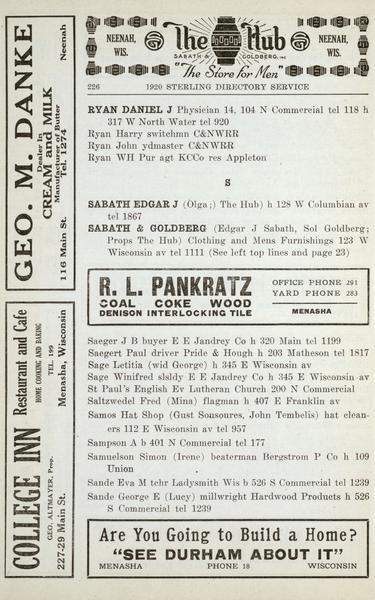 NEENAH, WIS.
The Hub
SABATH & GOLDBERG, INC
"The Store for Men"
NEENAH, WIS.
226 1920 STERLING DIRECTORY SERVICE
RYAN DANIEL J Physician 14, 104 N Commercial tel 118 h
317 W North Water tel 920
Ryan Harry switchmn C&NWRR
Ryan John ydmaster C&NWRR
Ryan WH Pur agt KCCo res Appleton
S
SABATH EDGAR J (Olga;) The Hub) h 128 W Columbian av
tel 1867
SABATH & GOLDBERG (Edgar J Sabath, Sol Goldberg;
Props The Hub) Clothing and Mens Furnishings 123 W
Wisconsin av tel 1111 (See left top lines and page 23)
R. L. PANKRATZ
COAL COKE WOOD
DENISON INTERLOCKING TILE
OFFICE PHONE 291
YARD PHONE 283
MENASHA
Saeger J B buyer E E Jandrey Co h 320 Main tel 1199
Saegert Paul driver Pride & Hough h 203 Matheson tel 1817
Sage Letitia (wid George) h 345 E Wisconsin av
Sage Winifred slsldy E E Jandrey Co h 345 E Wisconsin av
St Paul's English Ev Lutheran Church 200 N Commercial
Saltzwedel Fred (Mina) flagman h 407 E Franklin av
Samos Hat Shop (Gust Sousoures, John Tembelis) hat clean-
ers 112 E Wisconsin av tel 957
Sampson A b 401 N Commercial tel 177
Samuelson Simon (Irene) beaterman Bergstrom P Co h 109
Union
Sande Eva M tchr Ladysmith Wis b 526 S Commercial tel 1239
Sande George E (Lucy) millwright Hardwood Products h 526
S Commercial tel 1239
Are You Going to Build a Home?
"SEE DURHAM ABOUT IT"
MENASHA PHONE 18 WISCONSIN
GEO. M. DANKE
Dealer in
CREAM and MILK
Manufacturer of Butter
Tel. 1274
116 Main St. Neenah
COLLEGE INN Restaurant and Cafe
HOME COOKING AND BAKING
GEO. ALTMAYER, Prop. TEL. 199
227-29 Main St. Menasha, Wisconsin